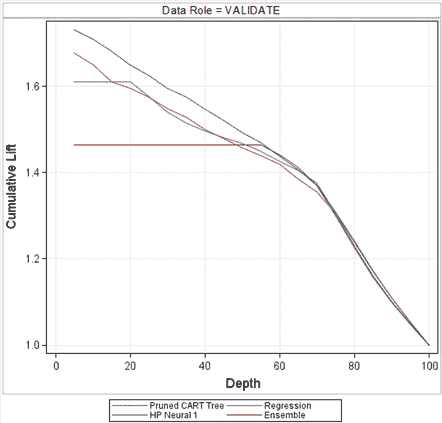 Data Role = VALIDATE
Cumulative Lift
1.6
1.4
1.2
1.0
0 20 40 60 80 100
Depth
Pruned CART Tree Regression
HP Neural 1 Ensemble